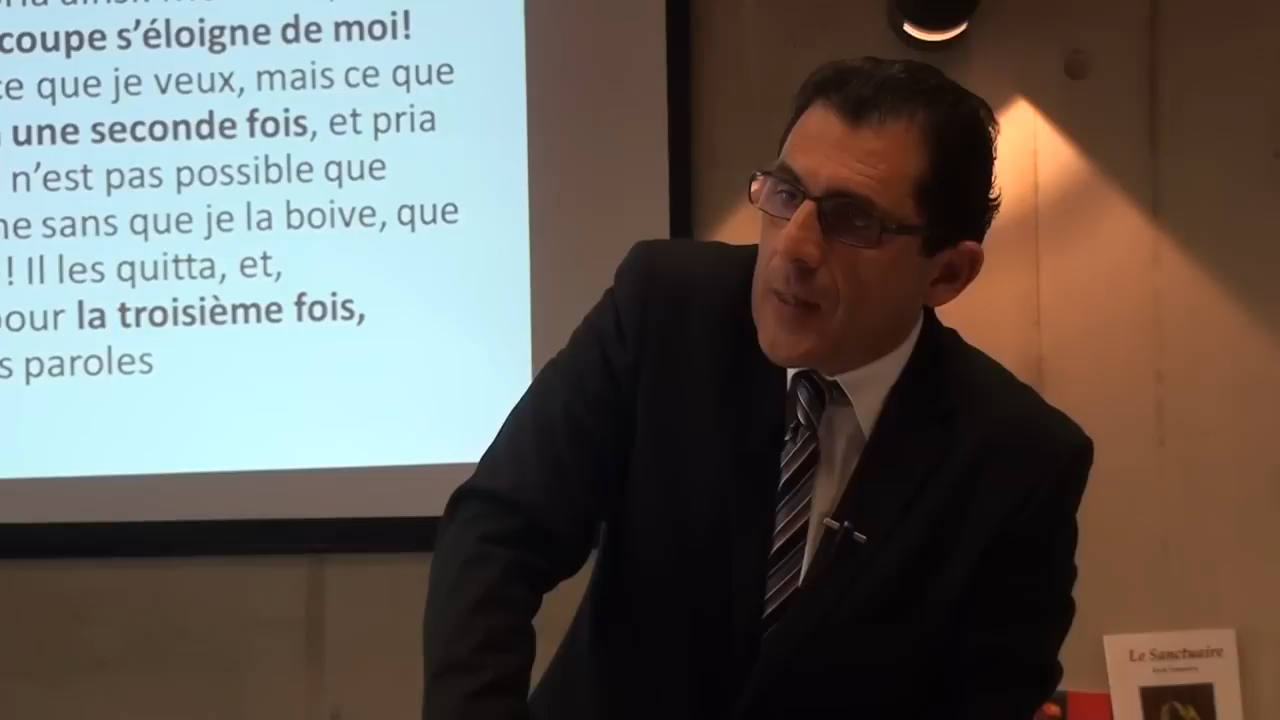 coupe s’éloigne de moi!
ce que je veux, mais ce que
une seconde fois, et pria
n’est pas possible que
sans que je la boive, que
! Il les quitta, et,
pour la troisième fois,
s paroles
Le Sanctuaire